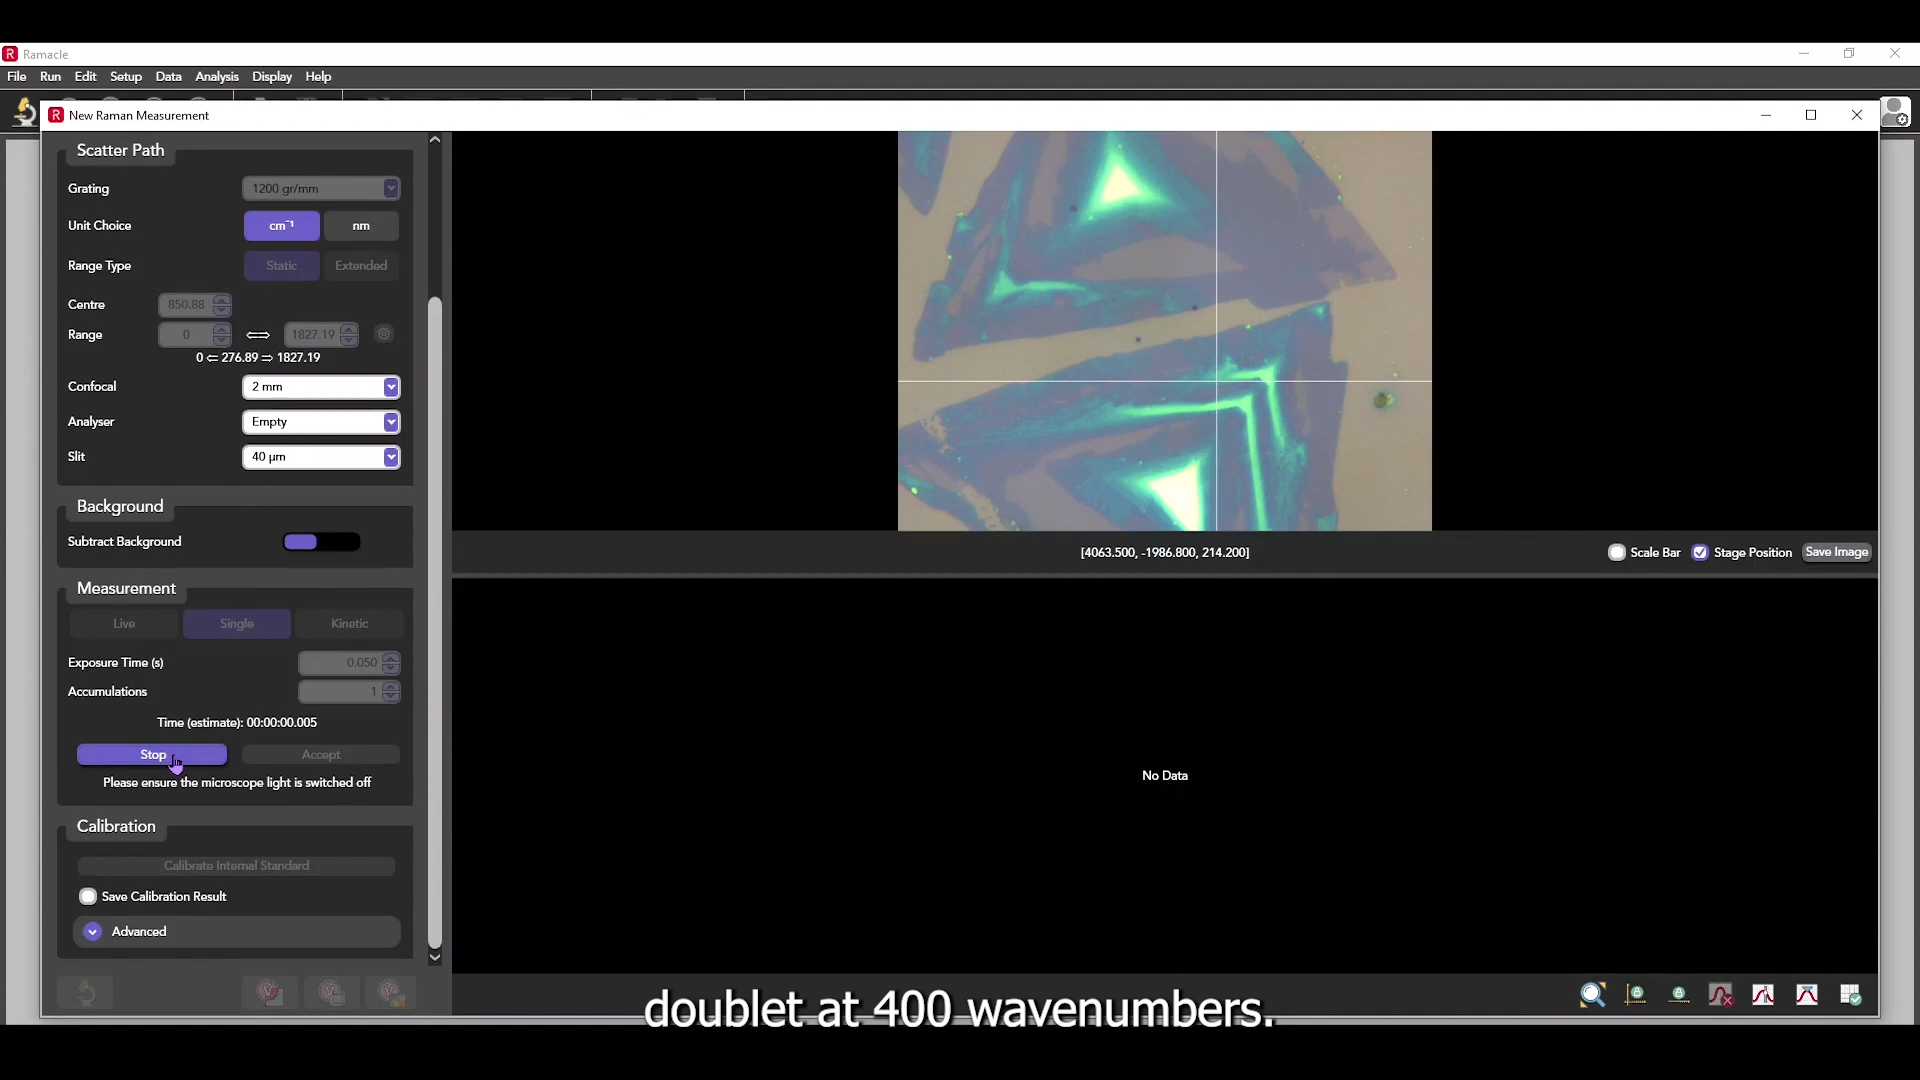 Ramacle
File Run Edit Setup Data Analysis Display Help
New Raman Measurement
Scatter Path
Grating 1200 gr/mm
Unit Choice cm⁻¹ nm
Range Type Static Extended
Centre 850.88
Range 0 ⟺ 1827.19
0 ⇐ 276.89 ⇒ 1827.19
Confocal 2 mm
Analyser Empty
Slit 40 µm
Background
Subtract Background
Measurement
Live Single Kinetic
Exposure Time (s) 0.050
Accumulations 1
Time (estimate): 00:00:00.005
Stop Accept
Please ensure the microscope light is switched off
Calibration
Calibrate Internal Standard
Save Calibration Result
Advanced
[4063.500, -1986.800, 214.200]
Scale Bar Stage Position Save Image
No Data
doublet at 400 wavenumbers.